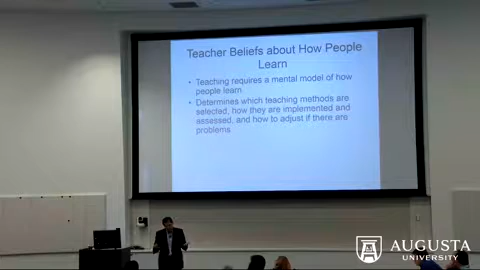 Teacher Beliefs about How People
Learn
• Teaching requires a mental model of how
people learn
• Determines which teaching methods are
selected, how they are implemented and
assessed, and how to adjust if there are
problems
AUGUSTA
UNIVERSITY